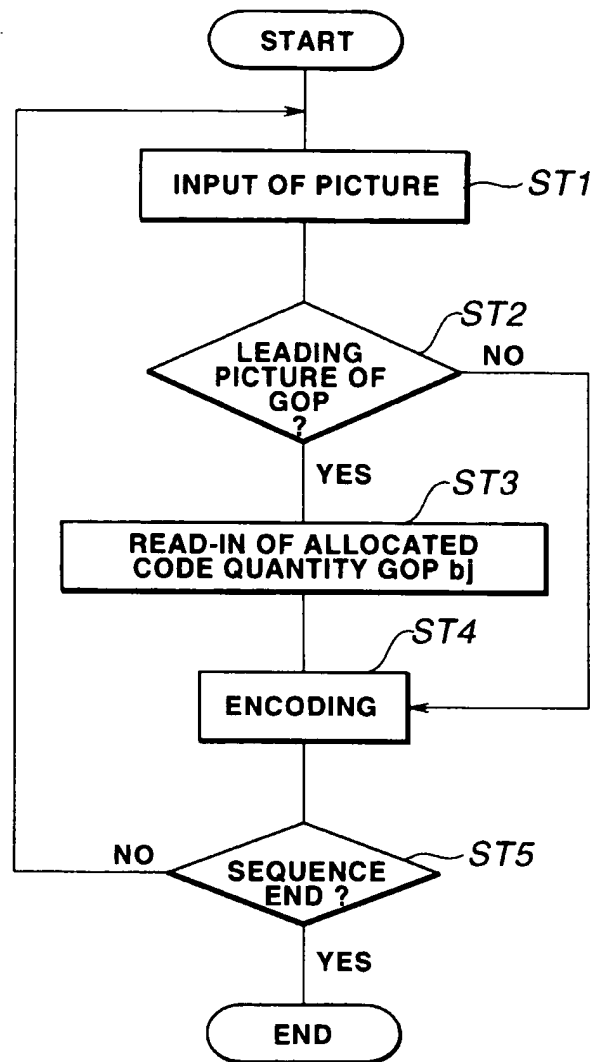 START
INPUT OF PICTURE
ST1
ST2
LEADING
PICTURE OF
GOP
?
NO
YES
ST3
READ-IN OF ALLOCATED
CODE QUANTITY GOP bj
ST4
ENCODING
NO
SEQUENCE
END ?
ST5
YES
END